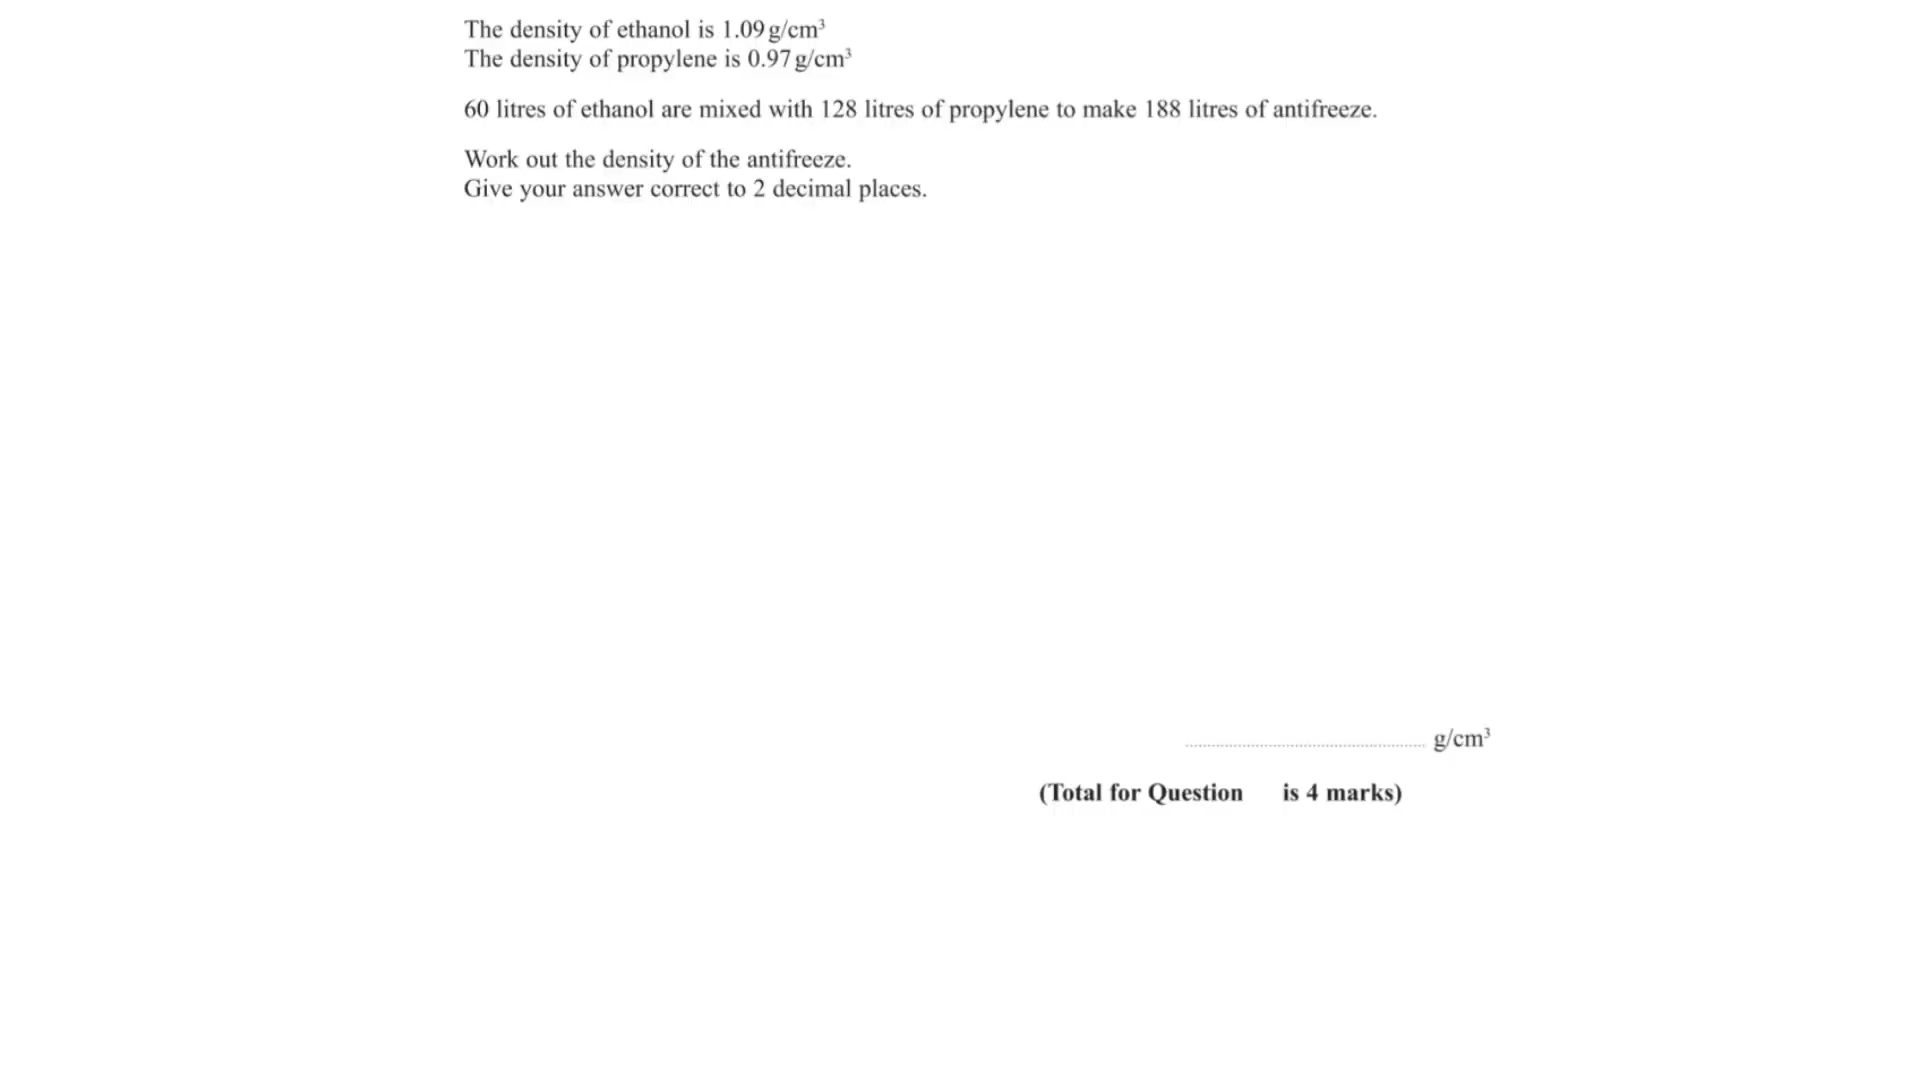 The density of ethanol is 1.09 g/cm³
The density of propylene is 0.97 g/cm³
60 litres of ethanol are mixed with 128 litres of propylene to make 188 litres of antifreeze.
Work out the density of the antifreeze.
Give your answer correct to 2 decimal places.
.......................................................... g/cm³
(Total for Question is 4 marks)